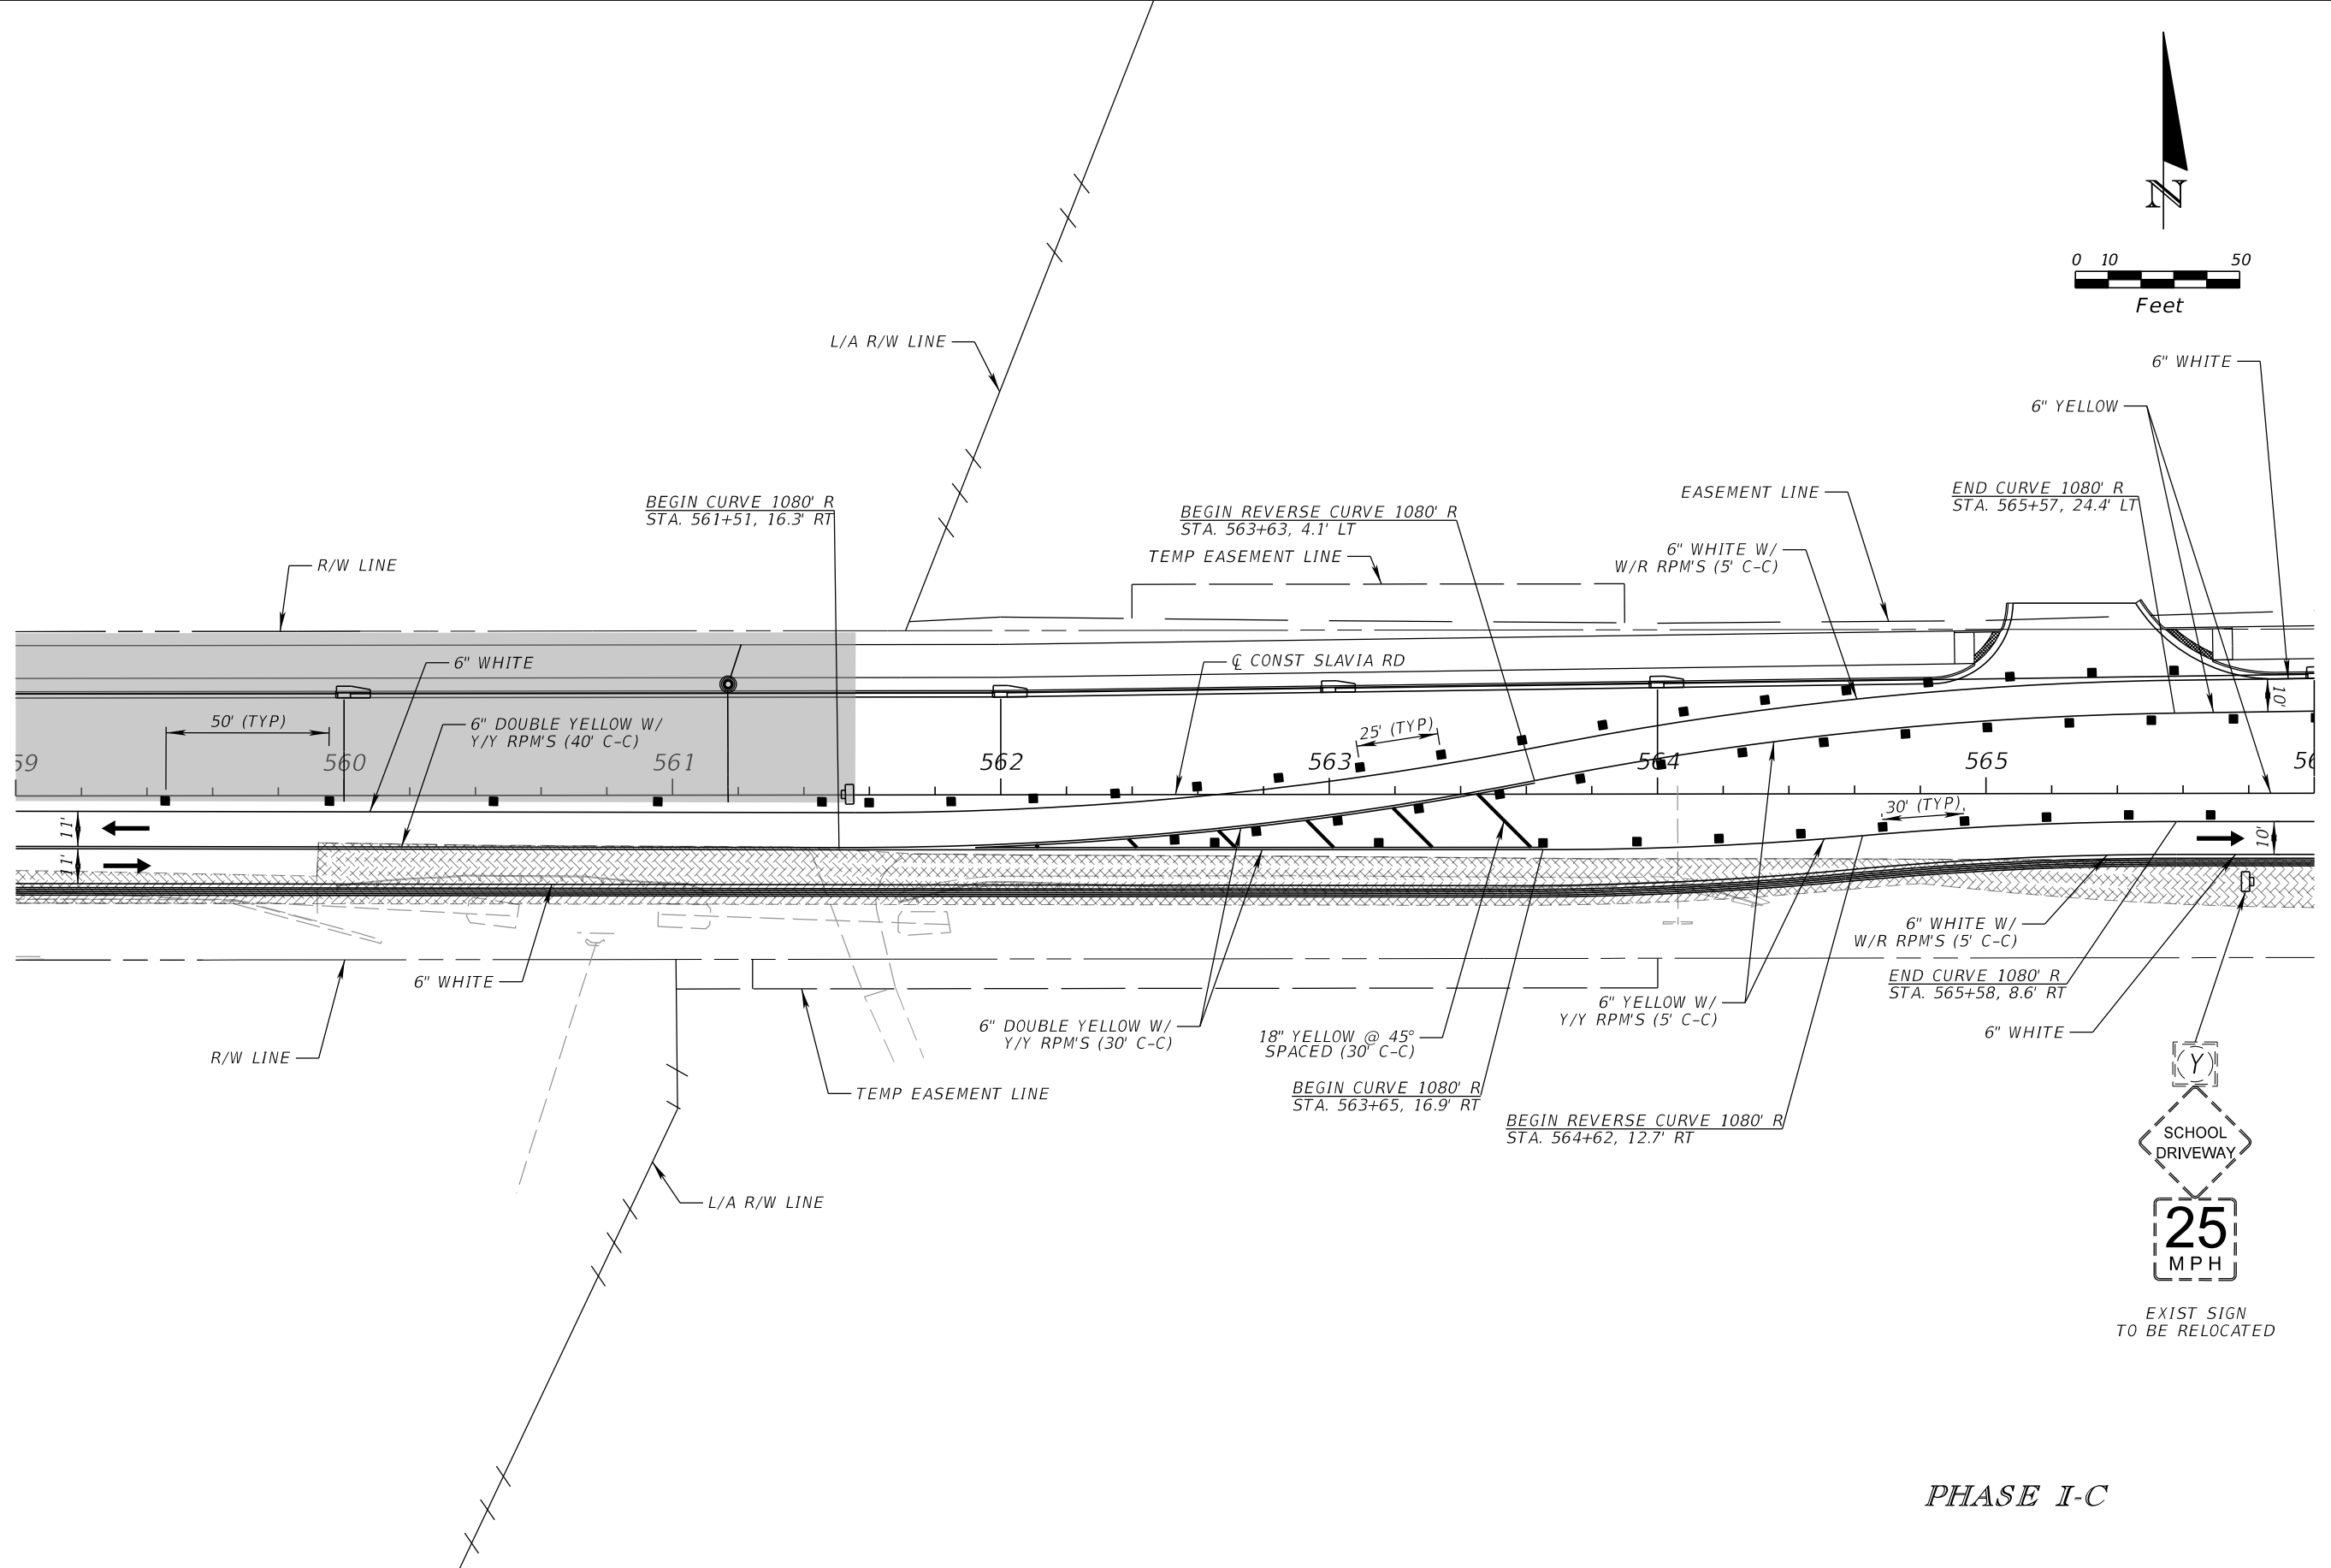 N
0 10 50
Feet
6" WHITE
L/A R/W LINE
6" YELLOW
EASEMENT LINE
END CURVE 1080' R
STA. 565+57, 24.4' LT
BEGIN CURVE 1080' R
STA. 561+51, 16.3' RT
BEGIN REVERSE CURVE 1080' R
STA. 563+63, 4.1' LT
TEMP EASEMENT LINE
6" WHITE W/
W/R RPM'S (5' C-C)
R/W LINE
6" WHITE
℄ CONST SLAVIA RD
10'
50' (TYP)
6" DOUBLE YELLOW W/
Y/Y RPM'S (40' C-C)
25' (TYP)
59 560 561 562 563 564 565 56
30' (TYP)
11'
11'
10'
6" WHITE W/
W/R RPM'S (5' C-C)
6" WHITE
END CURVE 1080' R
STA. 565+58, 8.6' RT
6" YELLOW W/
Y/Y RPM'S (5' C-C)
6" DOUBLE YELLOW W/
Y/Y RPM'S (30' C-C)
18" YELLOW @ 45°
SPACED (30' C-C)
6" WHITE
R/W LINE
TEMP EASEMENT LINE
BEGIN CURVE 1080' R
STA. 563+65, 16.9' RT
BEGIN REVERSE CURVE 1080' R
STA. 564+62, 12.7' RT
Y
SCHOOL
DRIVEWAY
L/A R/W LINE
25
MPH
EXIST SIGN
TO BE RELOCATED
PHASE I-C